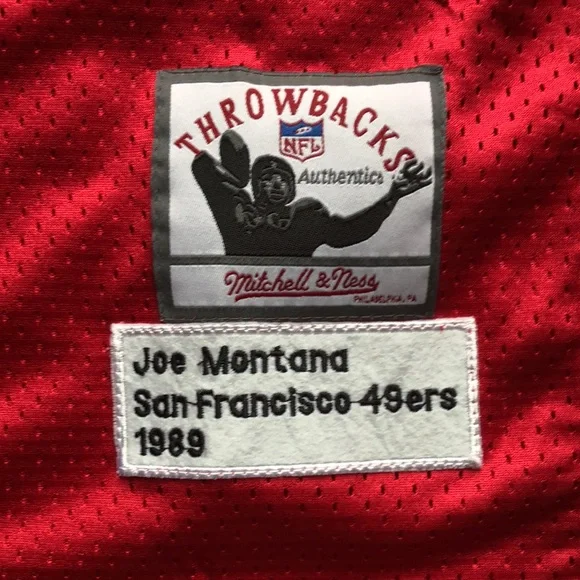 THROWBACKS
NFL
Authentics
Mitchell & Ness
PHILADELPHIA, PA
Joe Montana
San Francisco 49ers
1989